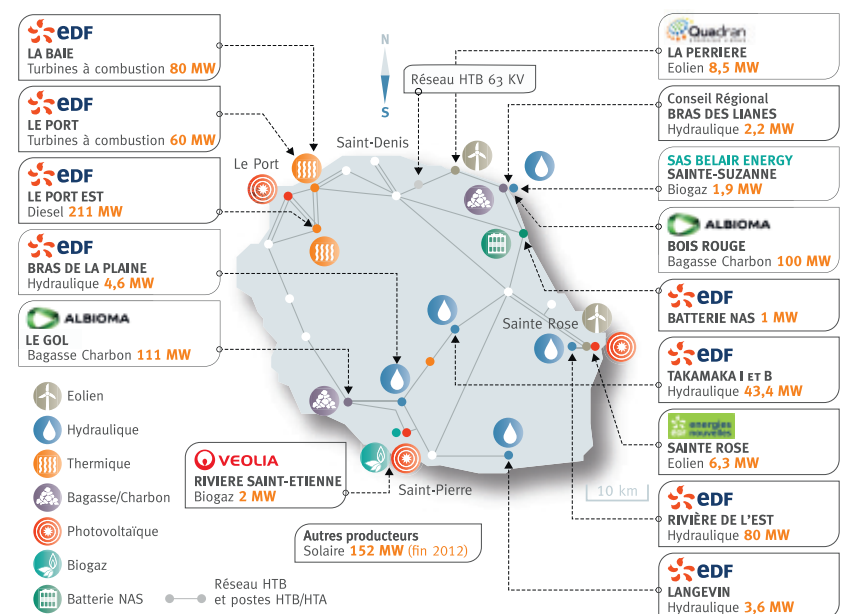 eDF
LA BAIE
Turbines à combustion 80 MW
eDF
LE PORT
Turbines à combustion 60 MW
eDF
LE PORT EST
Diesel 211 MW
eDF
BRAS DE LA PLAINE
Hydraulique 4,6 MW
ALBIOMA
LE GOL
Bagasse Charbon 111 MW
Eolien
Hydraulique
Thermique
Bagasse/Charbon
Photovoltaïque
Biogaz
Batterie NAS
Réseau HTB
et postes HTB/HTA
N
S
Réseau HTB 63 KV
Saint-Denis
Le Port
Sainte Rose
Saint-Pierre
10 km
VEOLIA
RIVIERE SAINT-ETIENNE
Biogaz 2 MW
Autres producteurs
Solaire 152 MW (fin 2012)
Quadran
LA PERRIERE
Eolien 8,5 MW
Conseil Régional
BRAS DES LIANES
Hydraulique 2,2 MW
SAS BELAIR ENERGY
SAINTE-SUZANNE
Biogaz 1,9 MW
ALBIOMA
BOIS ROUGE
Bagasse Charbon 100 MW
eDF
BATTERIE NAS 1 MW
eDF
TAKAMAKA I ET B
Hydraulique 43,4 MW
energies
nouvelles
SAINTE ROSE
Eolien 6,3 MW
eDF
RIVIÈRE DE L'EST
Hydraulique 80 MW
eDF
LANGEVIN
Hydraulique 3,6 MW